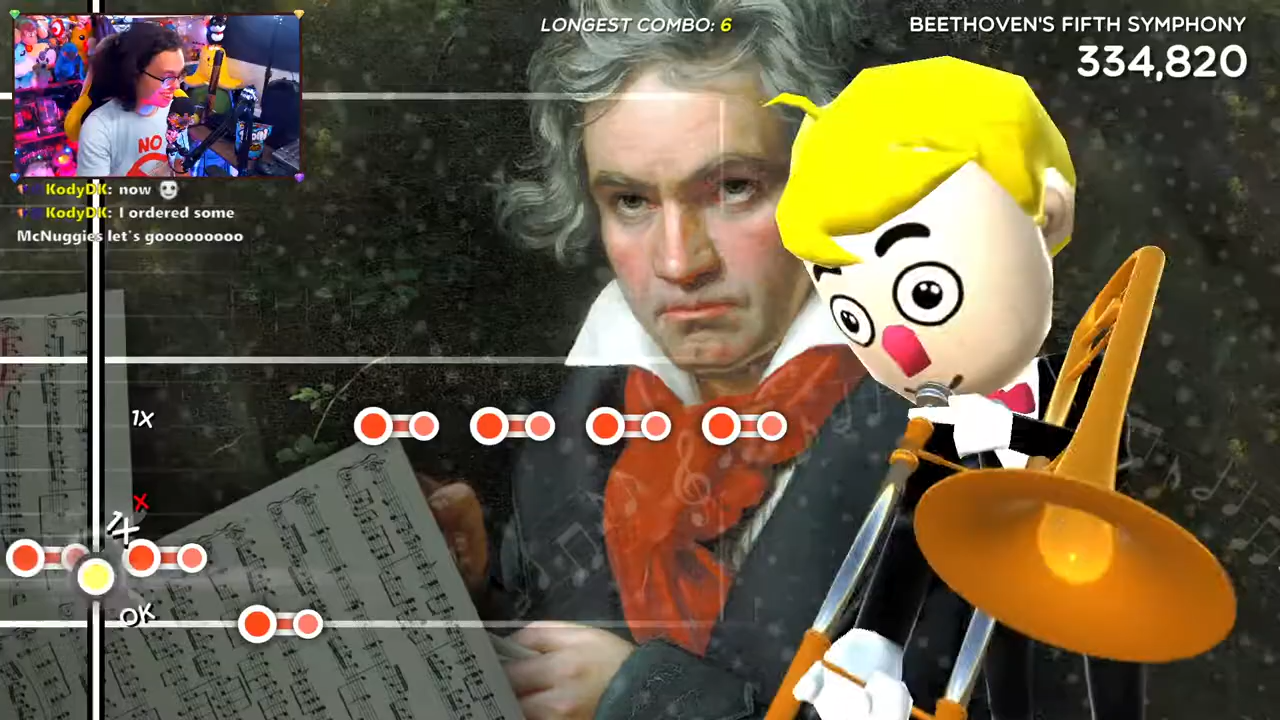 LONGEST COMBO: 6
BEETHOVEN'S FIFTH SYMPHONY
334,820
NO
KodyDK: now
KodyDK: I ordered some
McNuggies let's gooooooooo
1X
x
1X
OK